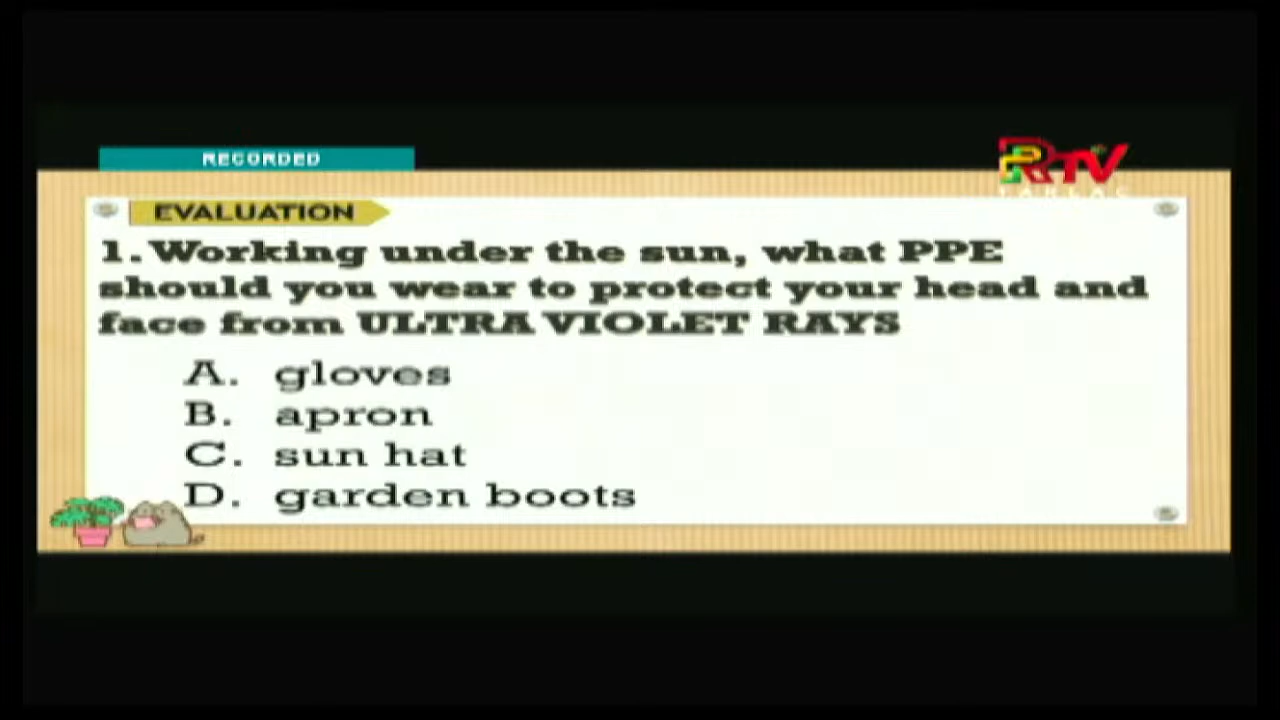 RECORDED
RTV
TARLAC
EVALUATION
1. Working under the sun, what PPE
should you wear to protect your head and
face from ULTRA VIOLET RAYS
A. gloves
B. apron
C. sun hat
D. garden boots